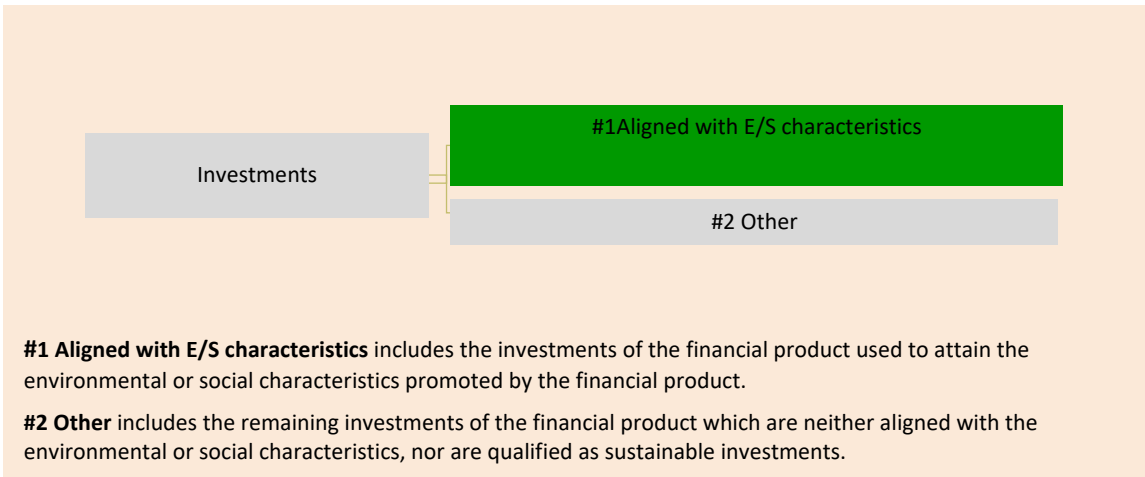 #1Aligned with E/S characteristics
Investments
#2 Other
#1 Aligned with E/S characteristics includes the investments of the financial product used to attain the
environmental or social characteristics promoted by the financial product.
#2 Other includes the remaining investments of the financial product which are neither aligned with the
environmental or social characteristics, nor are qualified as sustainable investments.